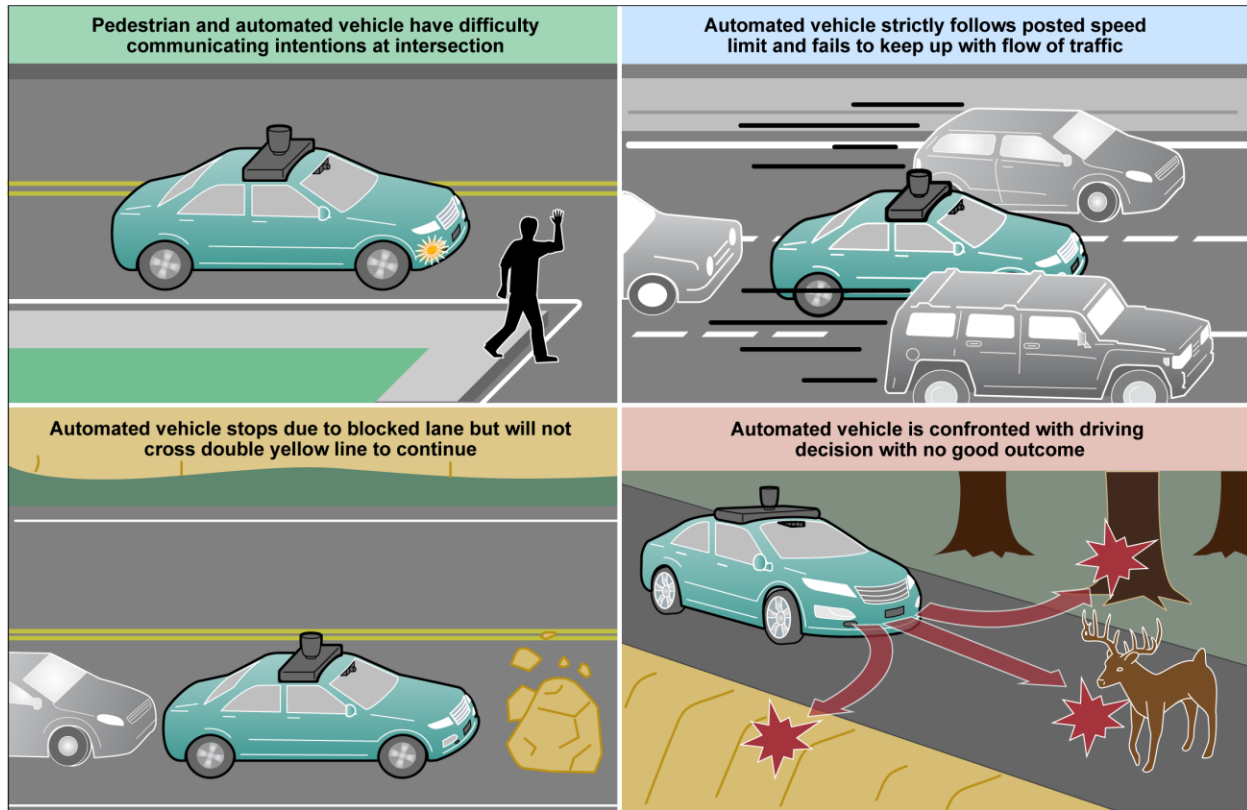 Pedestrian and automated vehicle have difficulty
communicating intentions at intersection
Automated vehicle strictly follows posted speed
limit and fails to keep up with flow of traffic
Automated vehicle stops due to blocked lane but will not
cross double yellow line to continue
Automated vehicle is confronted with driving
decision with no good outcome